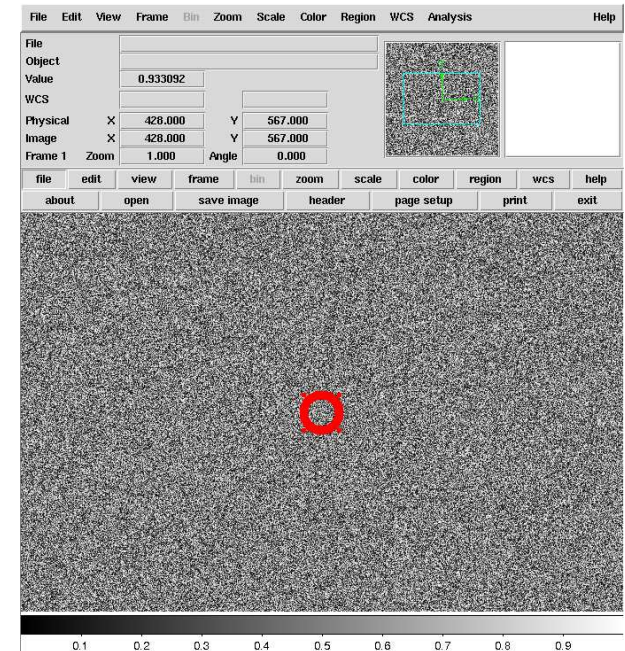 File Edit View Frame Bin Zoom Scale Color Region WCS Analysis Help
File
Object
Value 0.933092
WCS
Physical X 428.000 Y 567.000
Image X 428.000 Y 567.000
Frame 1 Zoom 1.000 Angle 0.000
file edit view frame bin zoom scale color region wcs help
about open save image header page setup print exit
0.1 0.2 0.3 0.4 0.5 0.6 0.7 0.8 0.9